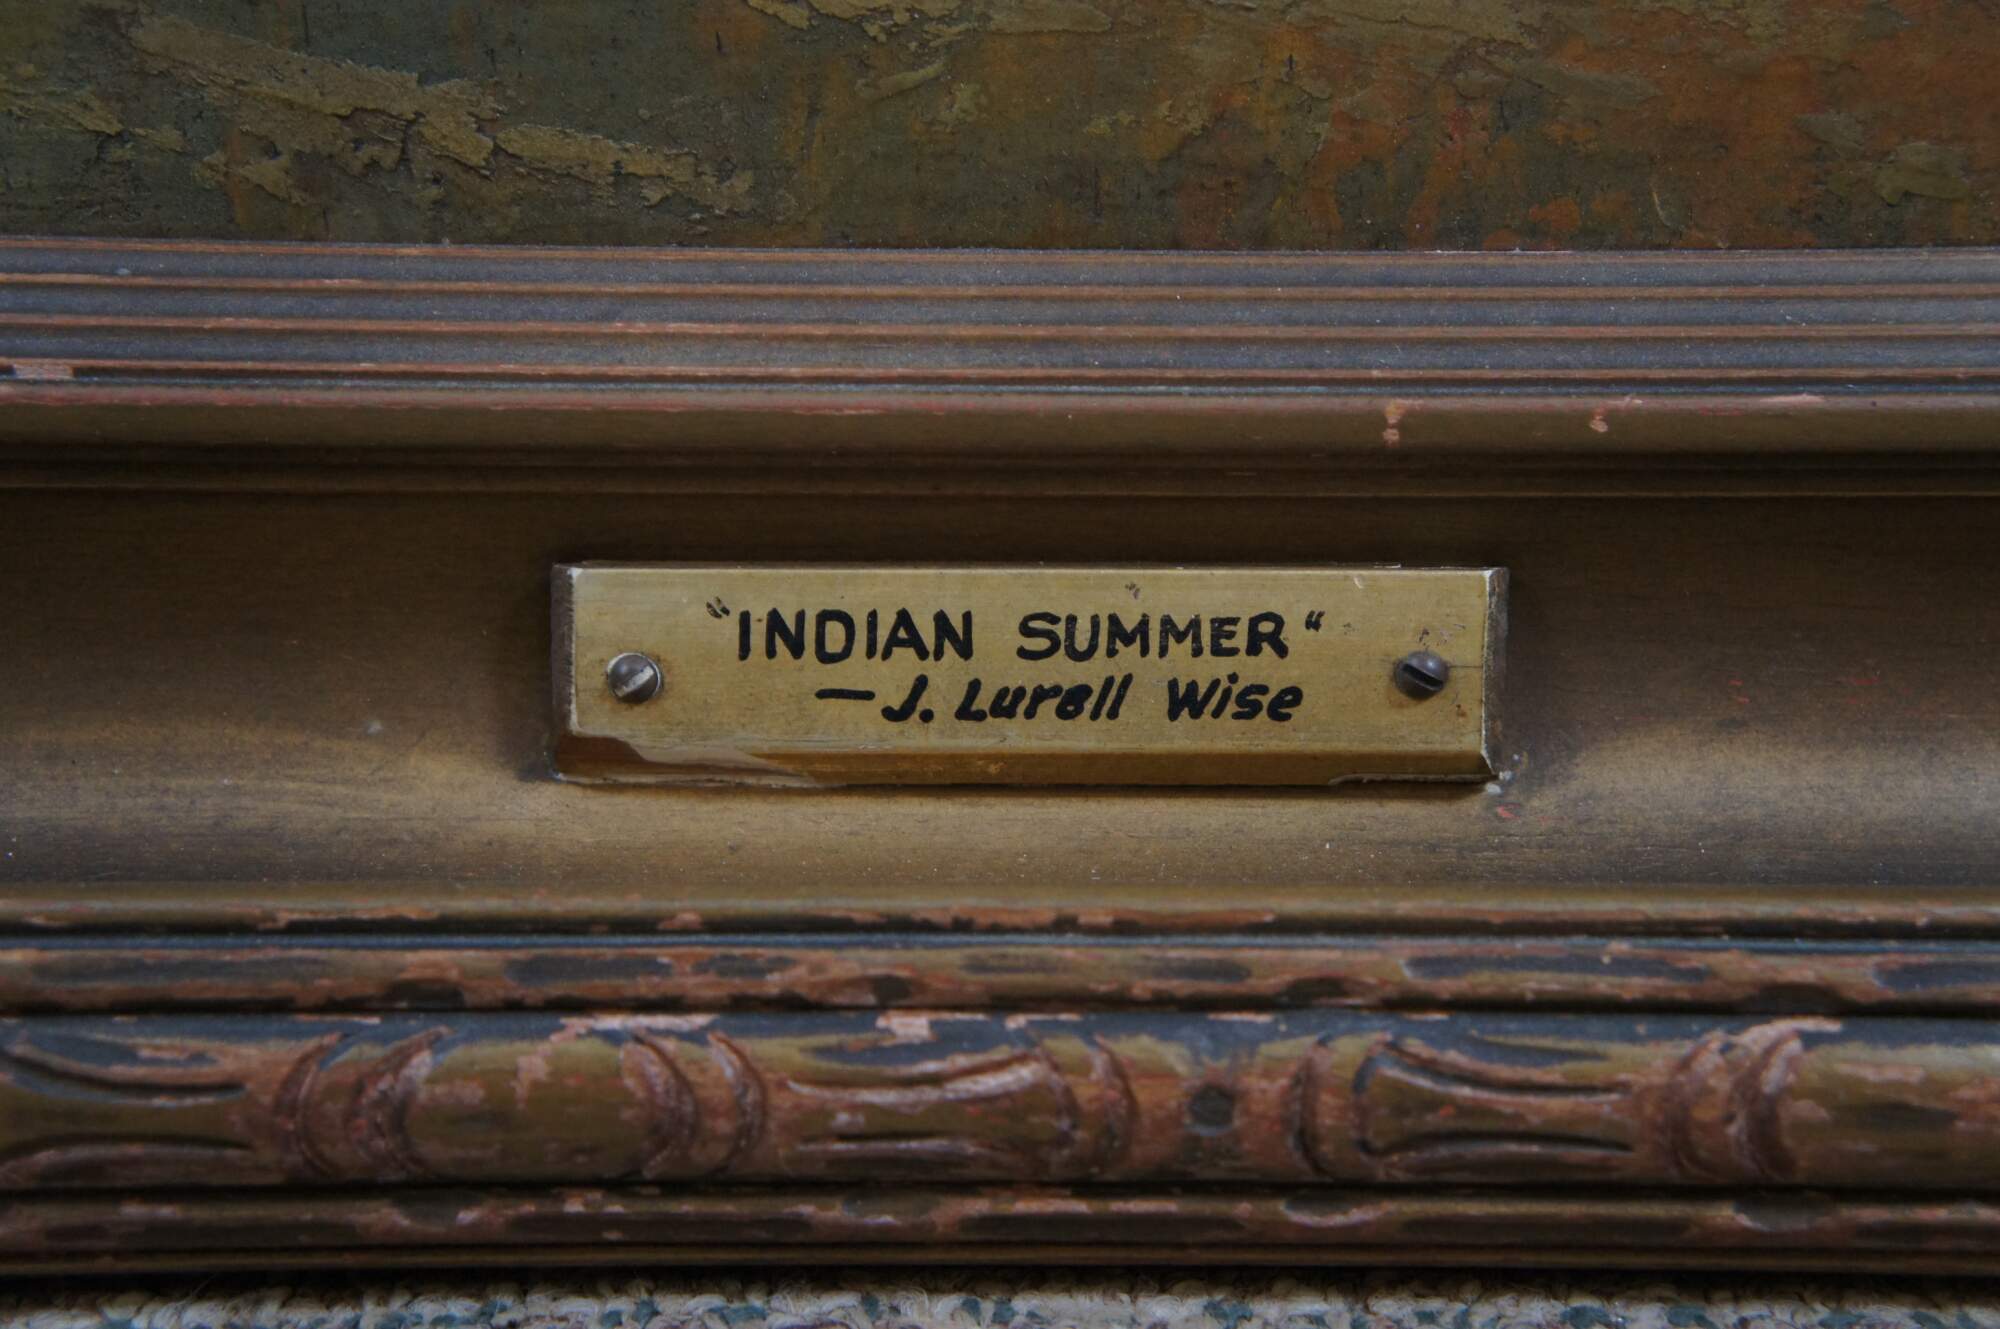 "INDIAN SUMMER"
—J. Lurell Wise